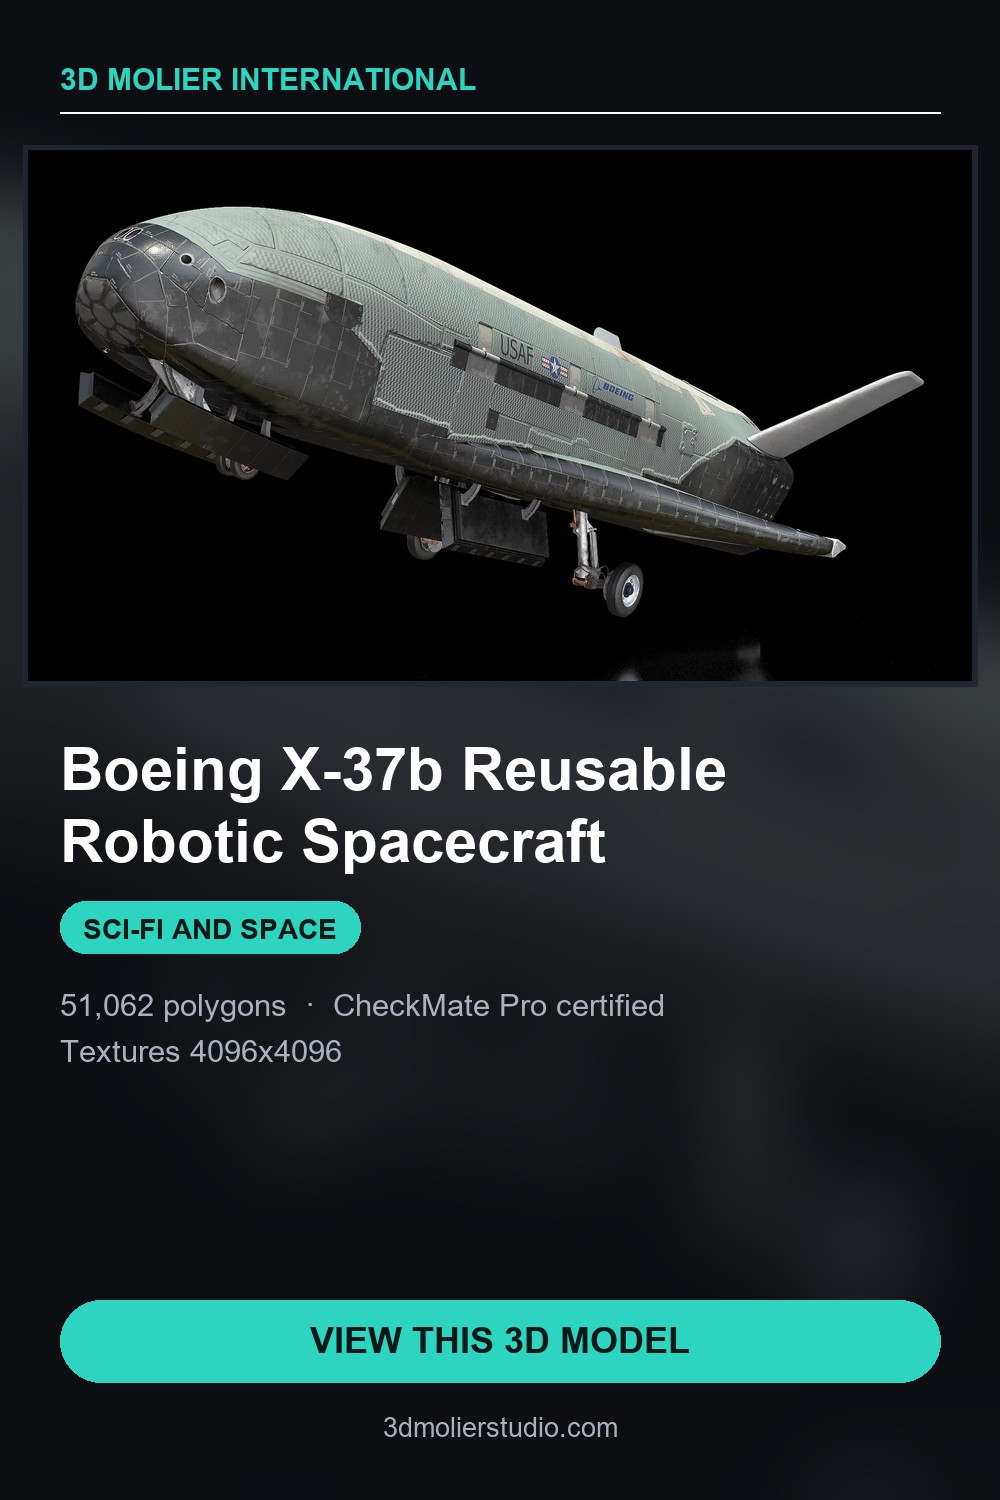 3D MOLIER INTERNATIONAL
USAF
BOEING
Boeing X-37b Reusable
Robotic Spacecraft
SCI-FI AND SPACE
51,062 polygons · CheckMate Pro certified
Textures 4096x4096
VIEW THIS 3D MODEL
3dmolierstudio.com